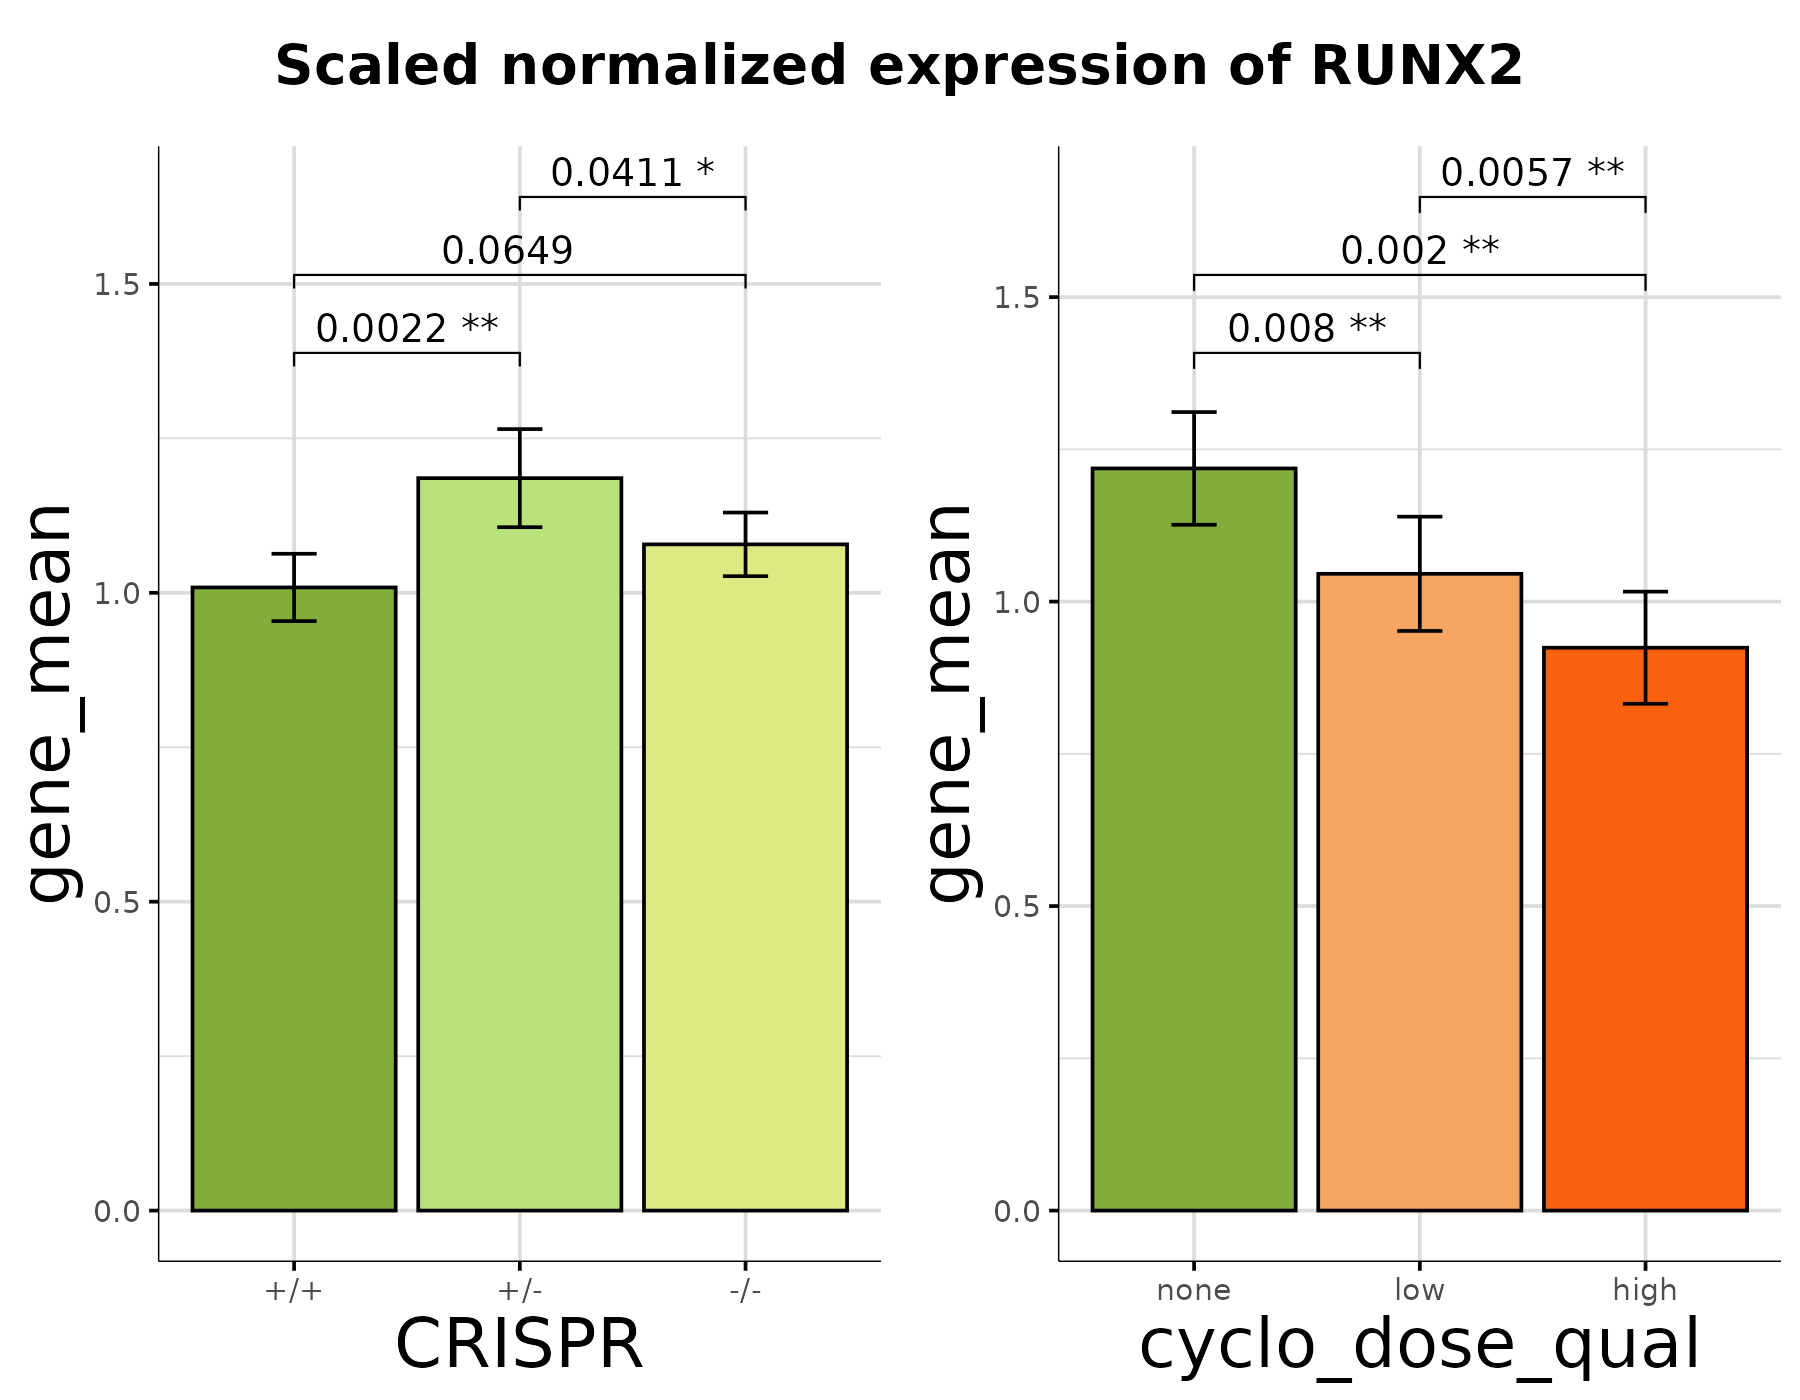 Scaled normalized expression of RUNX2
0.0411 *
0.0649
0.0022 **
1.5
1.0
0.5
0.0
gene_mean
+/+ +/- -/-
CRISPR
0.0057 **
0.002 **
0.008 **
1.5
1.0
0.5
0.0
gene_mean
none low high
cyclo_dose_qual